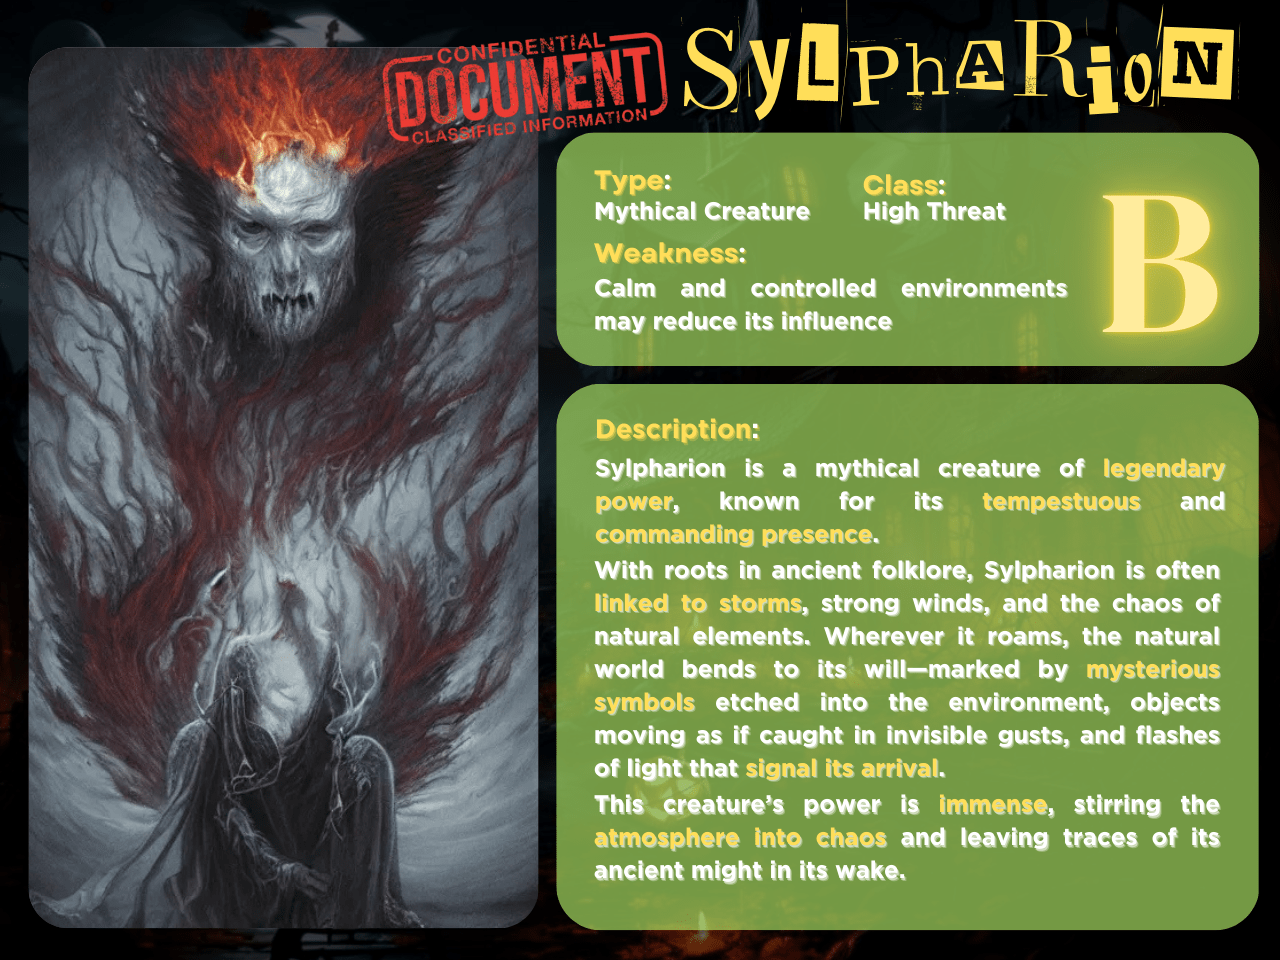 CONFIDENTIAL
DOCUMENT
CLASSIFIED INFORMATION
SyLPhARioN
Type:
Mythical Creature
Class:
High Threat
Weakness:
Calm and controlled environments
may reduce its influence
B
Description:
Sylpharion is a mythical creature of legendary
power, known for its tempestuous and
commanding presence.
With roots in ancient folklore, Sylpharion is often
linked to storms, strong winds, and the chaos of
natural elements. Wherever it roams, the natural
world bends to its will—marked by mysterious
symbols etched into the environment, objects
moving as if caught in invisible gusts, and flashes
of light that signal its arrival.
This creature’s power is immense, stirring the
atmosphere into chaos and leaving traces of its
ancient might in its wake.